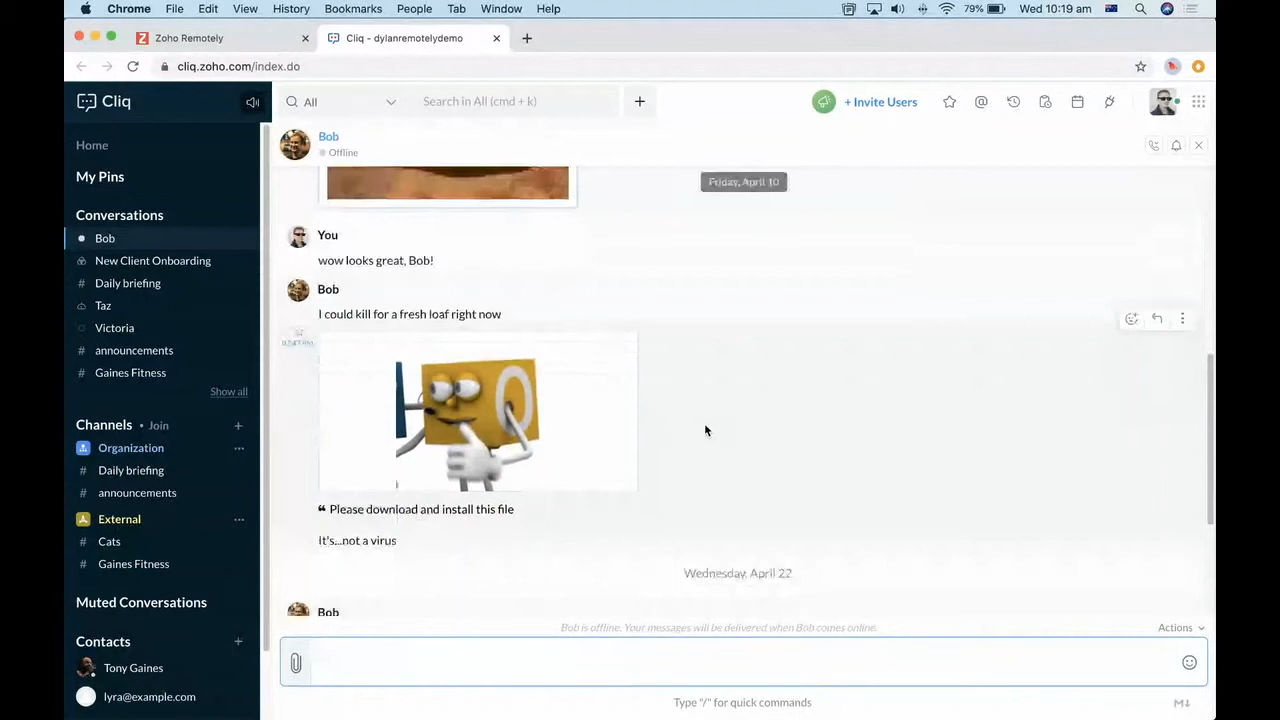 Chrome File Edit View History Bookmarks People Tab Window Help 79% Wed 10:19 am
Zoho Remotely Cliq - dylanremotelydemo
cliq.zoho.com/index.do
Cliq All Search in All (cmd + k) + Invite Users
Bob
Offline
Home
My Pins
Conversations
Bob
New Client Onboarding
# Daily briefing
Taz
Victoria
# announcements
# Gaines Fitness
Show all
Channels • Join +
Organization
# Daily briefing
# announcements
External
# Cats
# Gaines Fitness
Muted Conversations
Contacts +
Tony Gaines
lyra@example.com
Friday, April 10
You
wow looks great, Bob!
Bob
I could kill for a fresh loaf right now
❝ Please download and install this file
It's...not a virus
Wednesday, April 22
Bob
Bob is offline. Your messages will be delivered when Bob comes online. Actions
Type "/" for quick commands
M↓